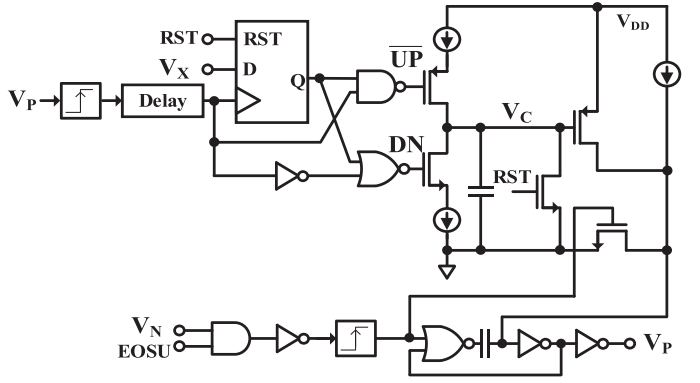 V_DD
RST RST
UP
V_X D
Q
V_P Delay
V_C
DN
RST
V_N
EOSU
V_P